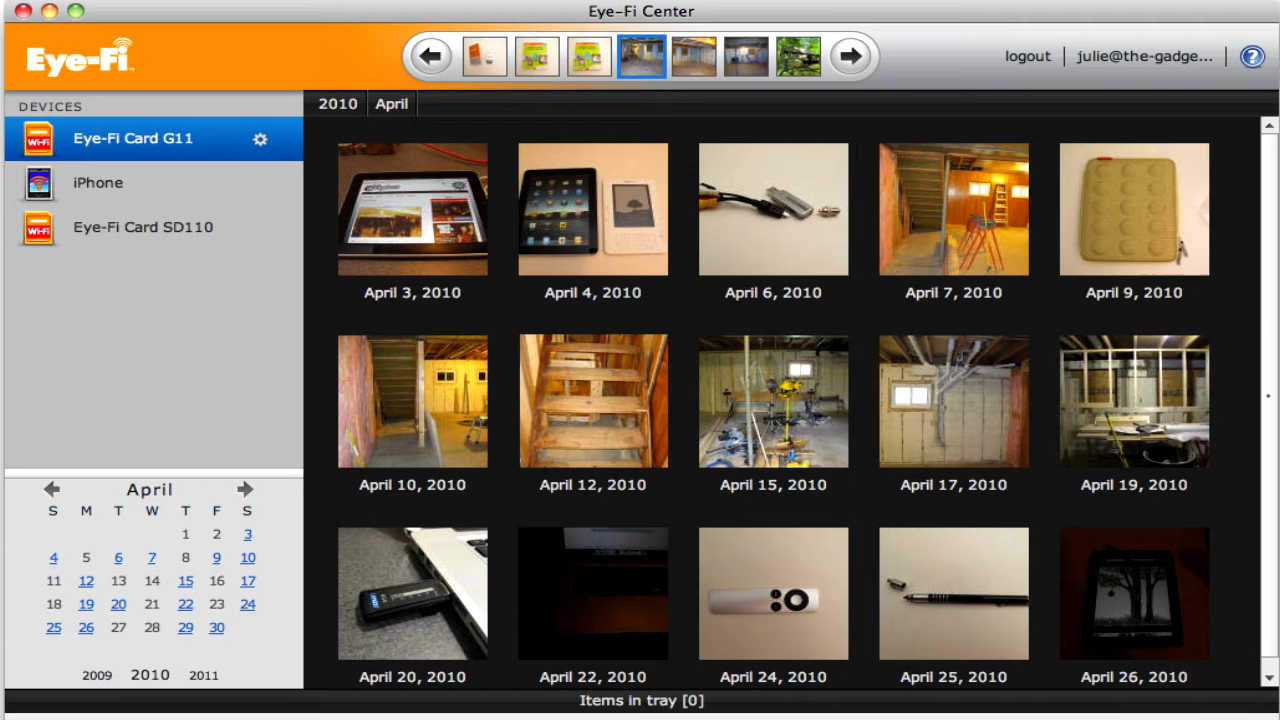 Eye-Fi Center
Eye-Fi
logout
julie@the-gadge...
?
DEVICES
2010
April
Wi-Fi
Eye-Fi Card G11
iPhone
Wi-Fi
Eye-Fi Card SD110
April 3, 2010
April 4, 2010
April 6, 2010
April 7, 2010
April 9, 2010
April 10, 2010
April 12, 2010
April 15, 2010
April 17, 2010
April 19, 2010
April
S M T W T F S
1 2 3
4 5 6 7 8 9 10
11 12 13 14 15 16 17
18 19 20 21 22 23 24
25 26 27 28 29 30
2009 2010 2011
April 20, 2010
April 22, 2010
April 24, 2010
April 25, 2010
April 26, 2010
Items in tray [0]